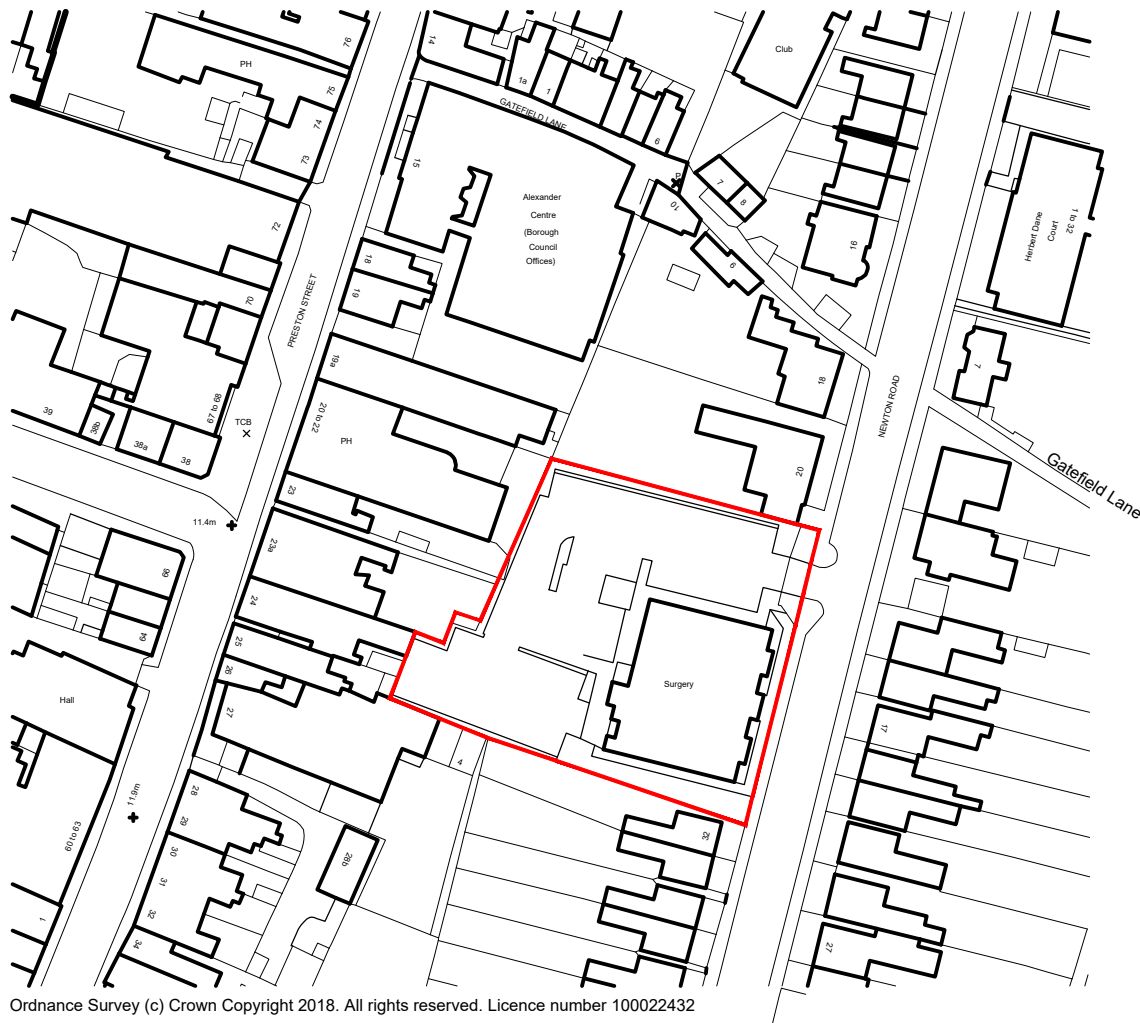 76
PH
75
74
73
72
70
67 to 68
TCB
39
38b
38a
38
11.4m
66
64
Hall
11.9m
60 to 63
1
PRESTON STREET
14
1a
1
GATEFIELD LANE
6
15
Alexander
Centre
(Borough
Council
Offices)
18
19
19a
20 to 22
PH
23
23a
24
25
26
27
28
29
30
31
32
34
28b
4
Club
P
7
8
10
6
16
18
20
Surgery
32
NEWTON ROAD
1 to 32
Herbert Dane
Court
7
Gatefield Lane
17
27
Ordnance Survey (c) Crown Copyright 2018. All rights reserved. Licence number 100022432